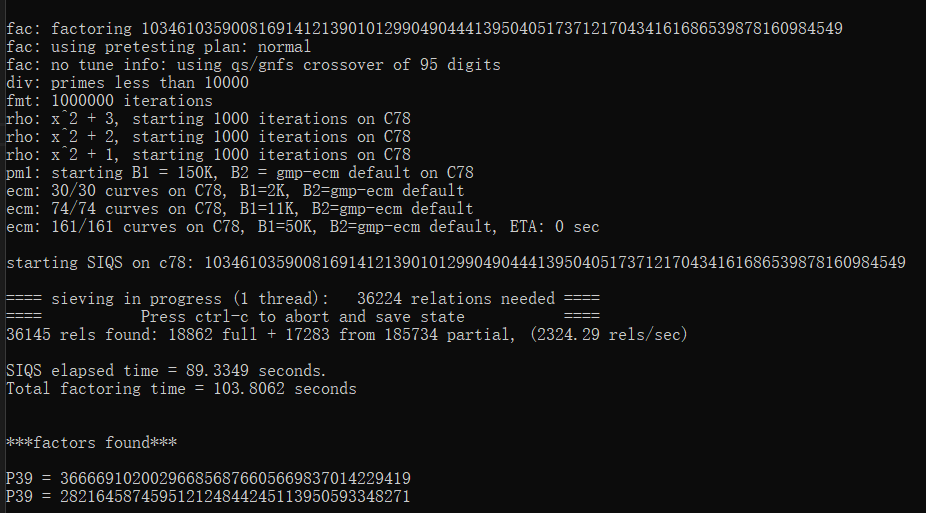 fac: factoring 103461035900816914121390101299049044413950405173712170434161686539878160984549
fac: using pretesting plan: normal
fac: no tune info: using qs/gnfs crossover of 95 digits
div: primes less than 10000
fmt: 1000000 iterations
rho: x^2 + 3, starting 1000 iterations on C78
rho: x^2 + 2, starting 1000 iterations on C78
rho: x^2 + 1, starting 1000 iterations on C78
pm1: starting B1 = 150K, B2 = gmp-ecm default on C78
ecm: 30/30 curves on C78, B1=2K, B2=gmp-ecm default
ecm: 74/74 curves on C78, B1=11K, B2=gmp-ecm default
ecm: 161/161 curves on C78, B1=50K, B2=gmp-ecm default, ETA: 0 sec
starting SIQS on c78: 103461035900816914121390101299049044413950405173712170434161686539878160984549
==== sieving in progress (1 thread):   36224 relations needed ====
====           Press ctrl-c to abort and save state           ====
36145 rels found: 18862 full + 17283 from 185734 partial, (2324.29 rels/sec)
SIQS elapsed time = 89.3349 seconds.
Total factoring time = 103.8062 seconds
***factors found***
P39 = 366669102002966856876605669837014229419
P39 = 282164587459512124844245113950593348271